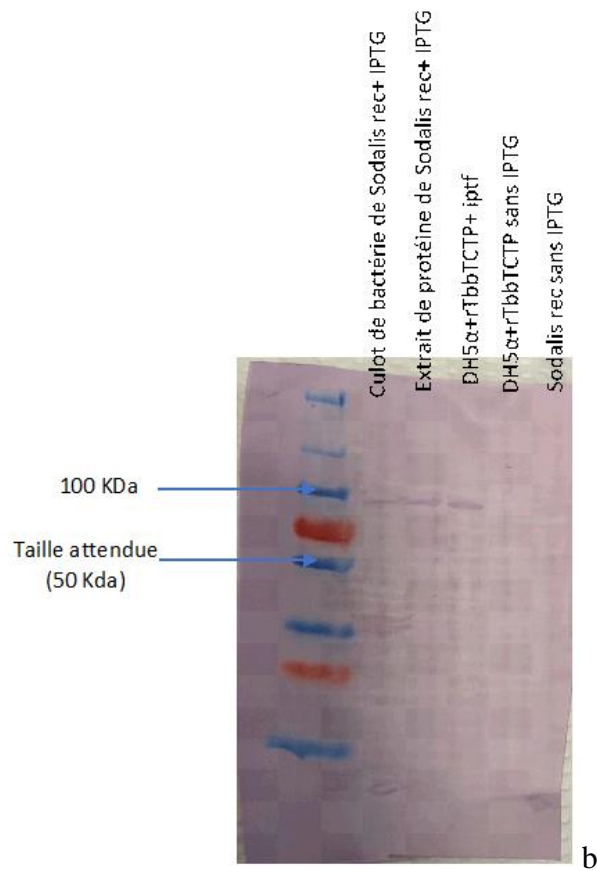 Culot de bactérie de Sodalis rec+ IPTG
Extrait de protéine de Sodalis rec+ IPTG
DH5α+rTbbTCTP+ iptf
DH5α+rTbbTCTP sans IPTG
Sodalis rec sans IPTG
100 KDa
Taille attendue
(50 Kda)
b